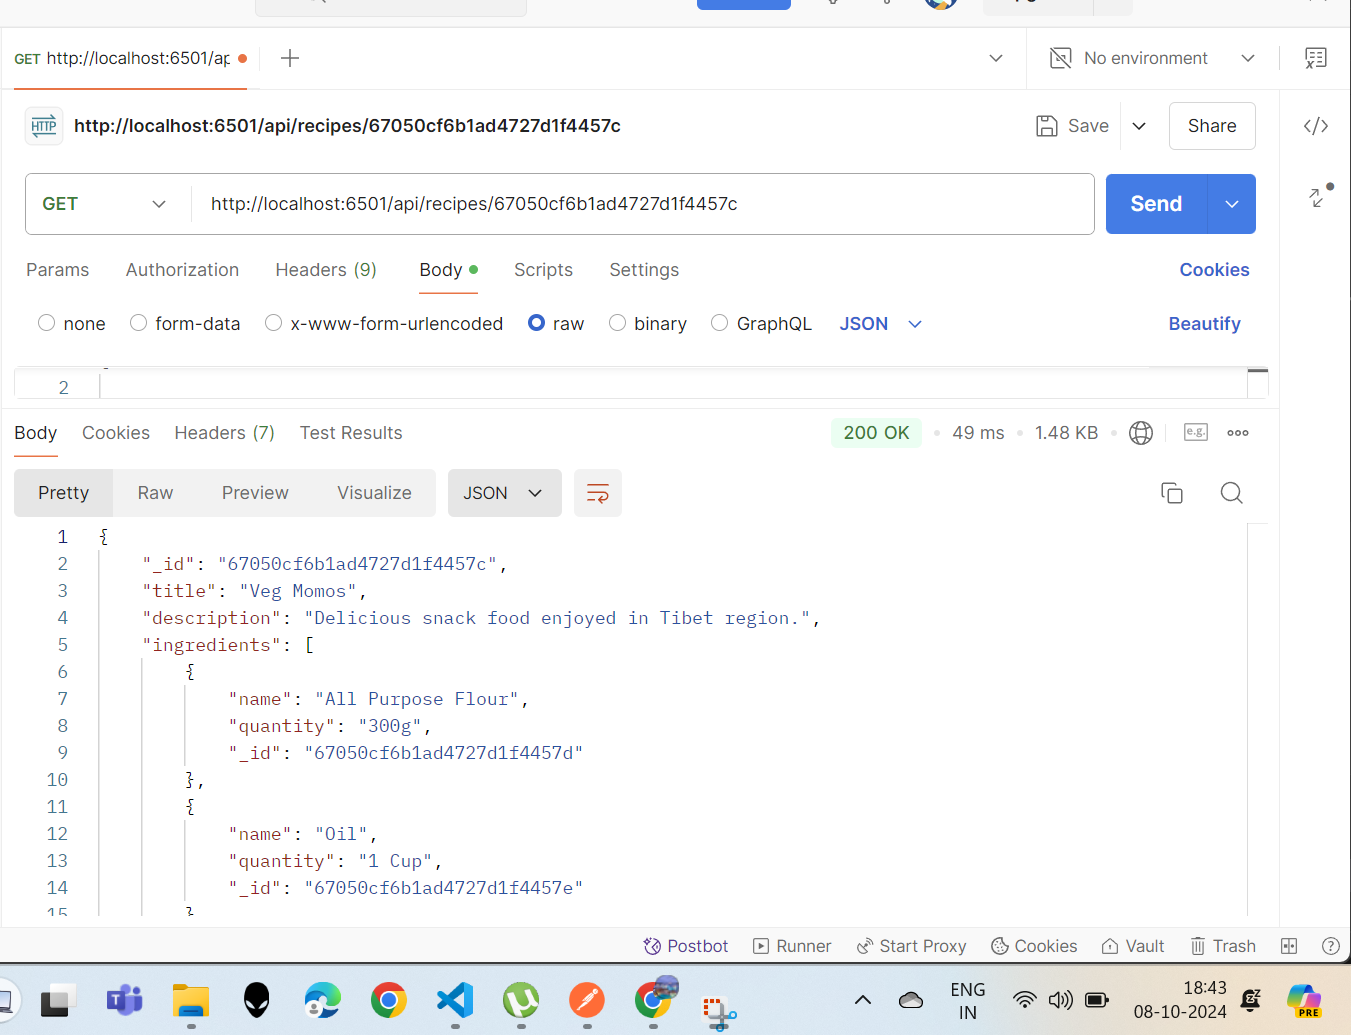 GET http://localhost:6501/ap
No environment
HTTP http://localhost:6501/api/recipes/67050cf6b1ad4727d1f4457c
Save
Share
GET http://localhost:6501/api/recipes/67050cf6b1ad4727d1f4457c
Send
Params Authorization Headers (9) Body Scripts Settings Cookies
none form-data x-www-form-urlencoded raw binary GraphQL JSON Beautify
2
Body Cookies Headers (7) Test Results 200 OK 49 ms 1.48 KB e.g.
Pretty Raw Preview Visualize JSON
1 {
2 "_id": "67050cf6b1ad4727d1f4457c",
3 "title": "Veg Momos",
4 "description": "Delicious snack food enjoyed in Tibet region.",
5 "ingredients": [
6 {
7 "name": "All Purpose Flour",
8 "quantity": "300g",
9 "_id": "67050cf6b1ad4727d1f4457d"
10 },
11 {
12 "name": "Oil",
13 "quantity": "1 Cup",
14 "_id": "67050cf6b1ad4727d1f4457e"
15 }
Postbot Runner Start Proxy Cookies Vault Trash
ENG 18:43
IN 08-10-2024 PRE